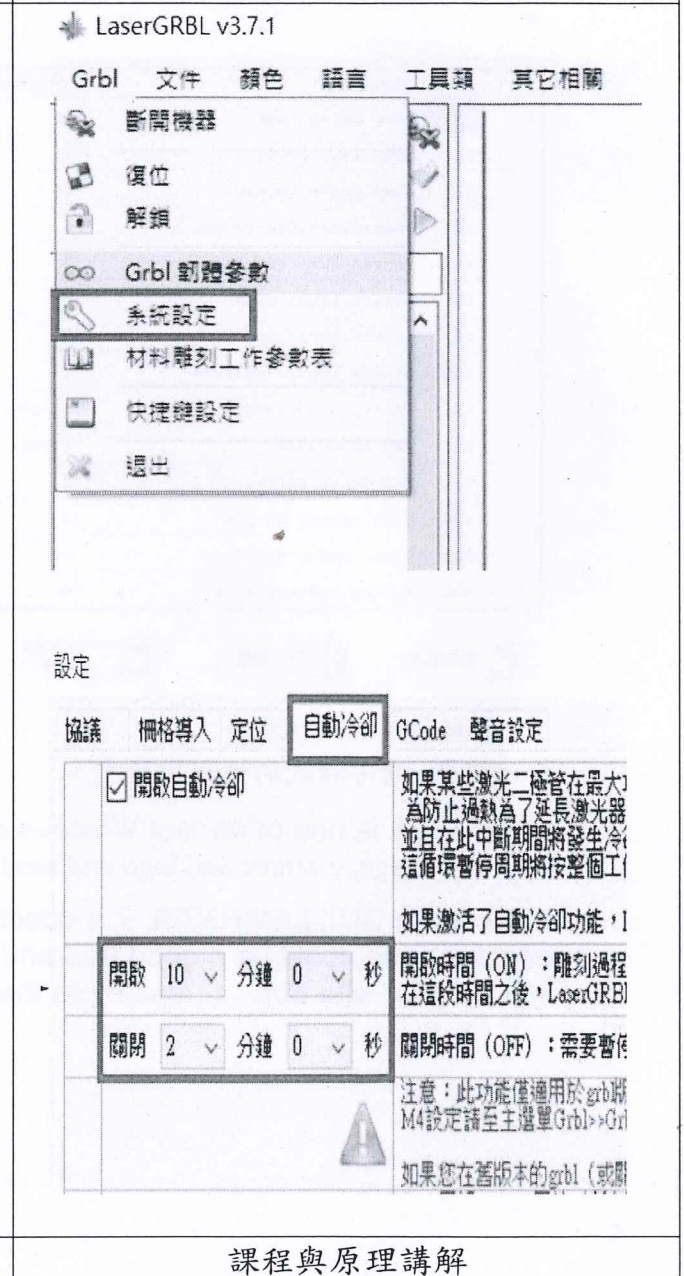 LaserGRBL v3.7.1
Grbl 文件 顏色 語言 工具類 其它相關
斷開機器
復位
解鎖
Grbl 韌體參數
系統設定
材料雕刻工作參數表
快捷鍵設定
退出
設定
協議 柵格導入 定位 自動冷卻 GCode 聲音設定
開啟自動冷卻
如果某些激光二極管在最大
為防止過熱為了延長激光器
並且在此中斷期間將發生冷
這循環暫停周期將按整個工
如果激活了自動冷卻功能，
開啟 10 分鐘 0 秒
開啟時間 (ON) ：雕刻過程
在這段時間之後，LaserGRB
關閉 2 分鐘 0 秒
關閉時間 (OFF) ：需要暫停
注意：此功能僅適用於grbl版
M4設定請至主選單Grbl>>Gr
如果您在舊版本的grbl (或關
課程與原理講解